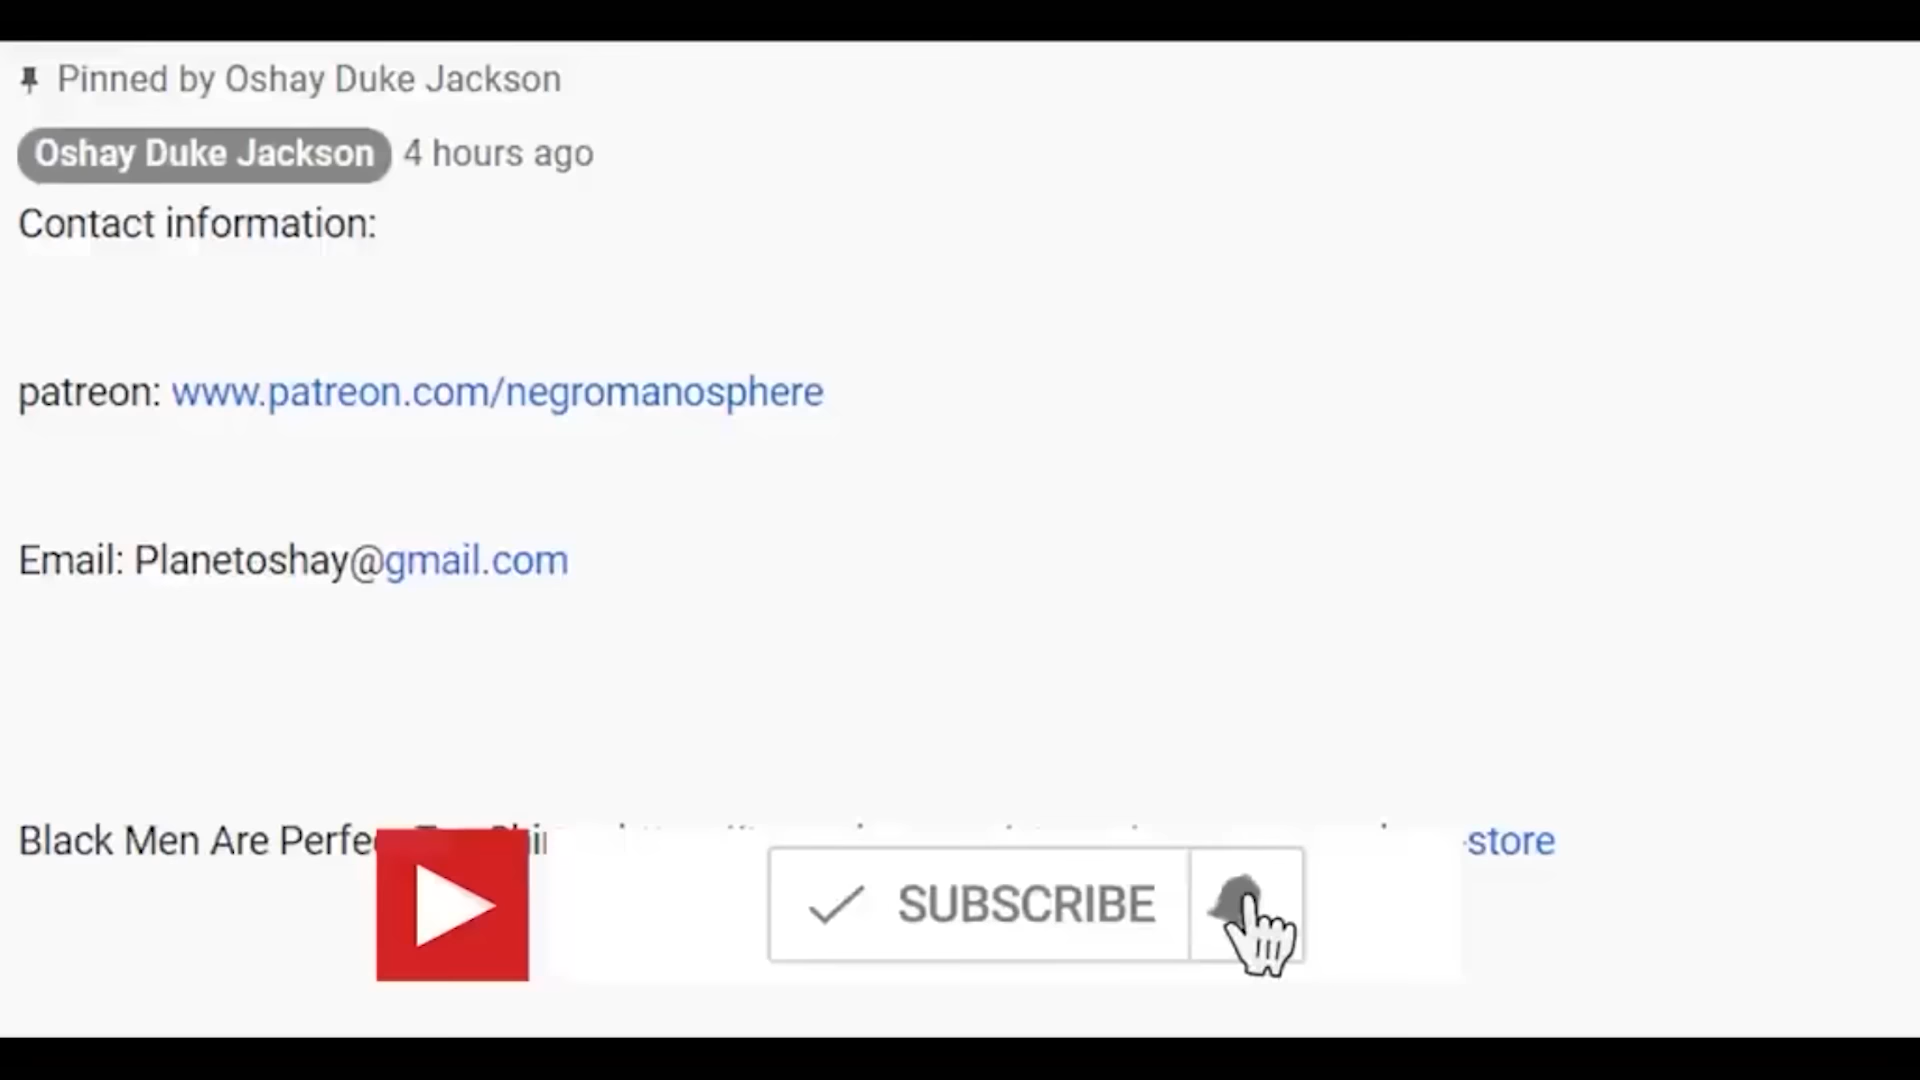 Pinned by Oshay Duke Jackson
Oshay Duke Jackson 4 hours ago
Contact information:
patreon: www.patreon.com/negromanosphere
Email: Planetoshay@gmail.com
Black Men Are -store
SUBSCRIBE